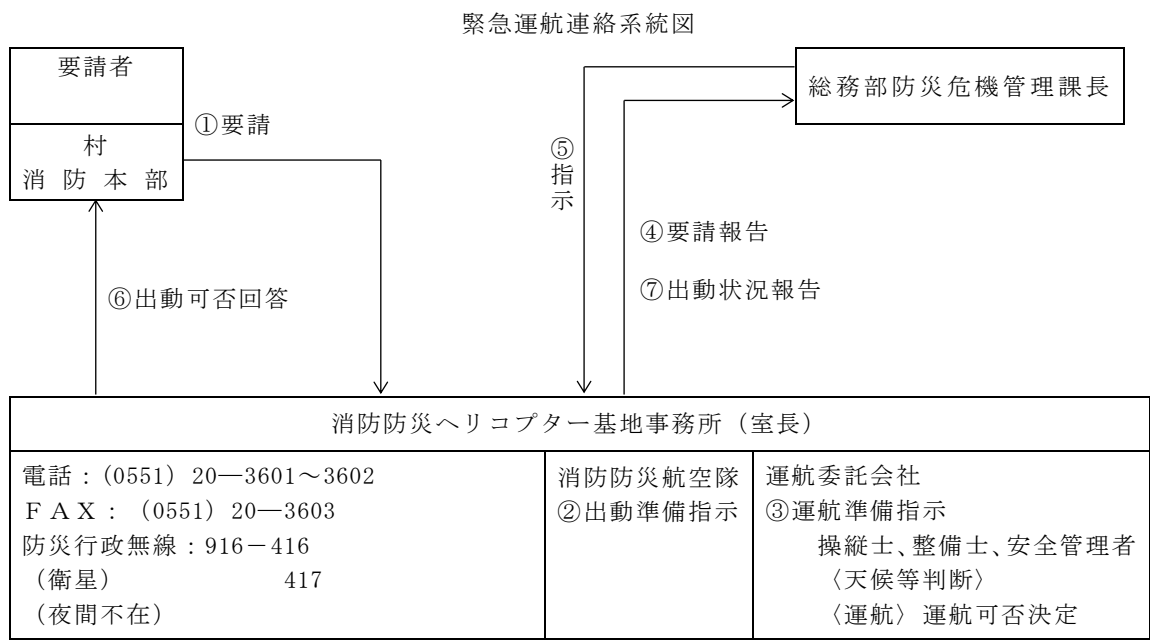 緊急運航連絡系統図
要請者
村
消防本部
①要請
総務部防災危機管理課長
⑤指示
④要請報告
⑦出動状況報告
⑥出動可否回答
消防防災ヘリコプター基地事務所（室長）
電話：(0551) 20―3601～3602
ＦＡＸ： (0551) 20―3603
防災行政無線：916－416
（衛星） 417
（夜間不在）
消防防災航空隊
②出動準備指示
運航委託会社
③運航準備指示
操縦士、整備士、安全管理者
〈天候等判断〉
〈運航〉運航可否決定